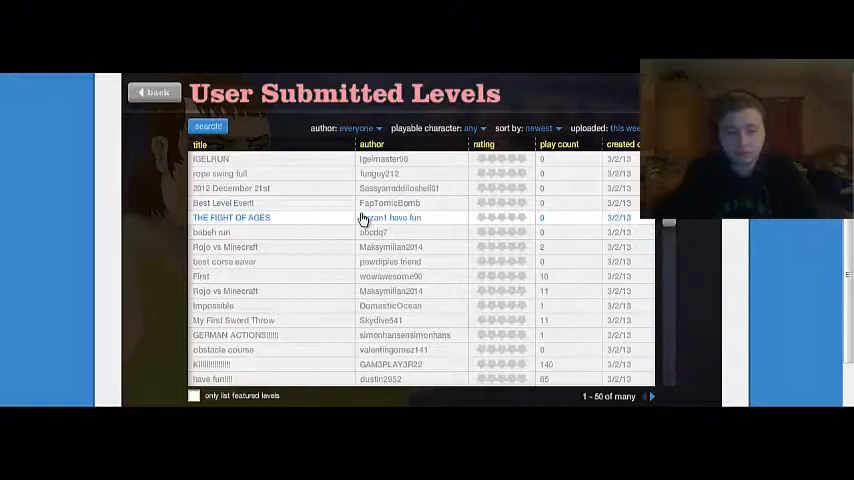 back
User Submitted Levels
search!
author: everyone playable character: any sort by: newest uploaded: this wee
title author rating play count created
IGELRUN Igelmaster96 0 3/2/13
rope swing full funguy212 0 3/2/13
2012 December 21st Sassyarnddiloshell01 0 3/2/13
Best Level Ever!! FapTomicBomb 0 3/2/13
THE FIGHT OF AGES have fun 0 3/2/13
babeh run abcdq7 0 3/2/13
Rojo vs Minecraft Maksymilian2014 2 3/2/13
best corse eaver pewdipies friend 0 3/2/13
First wowawesome90 10 3/2/13
Rojo vs Minecraft Maksymilian2014 11 3/2/13
Impossible DomesticOcean 1 3/2/13
My First Sword Throw Skydive541 11 3/2/13
GERMAN ACTIONS!!!!!! simonhansensimonhans 1 3/2/13
obstacle course valentingomez141 0 3/2/13
GAM3PLAY3R22 140 3/2/13
have fun!!!! dustin2952 85 3/2/13
only list featured levels 1 - 50 of many